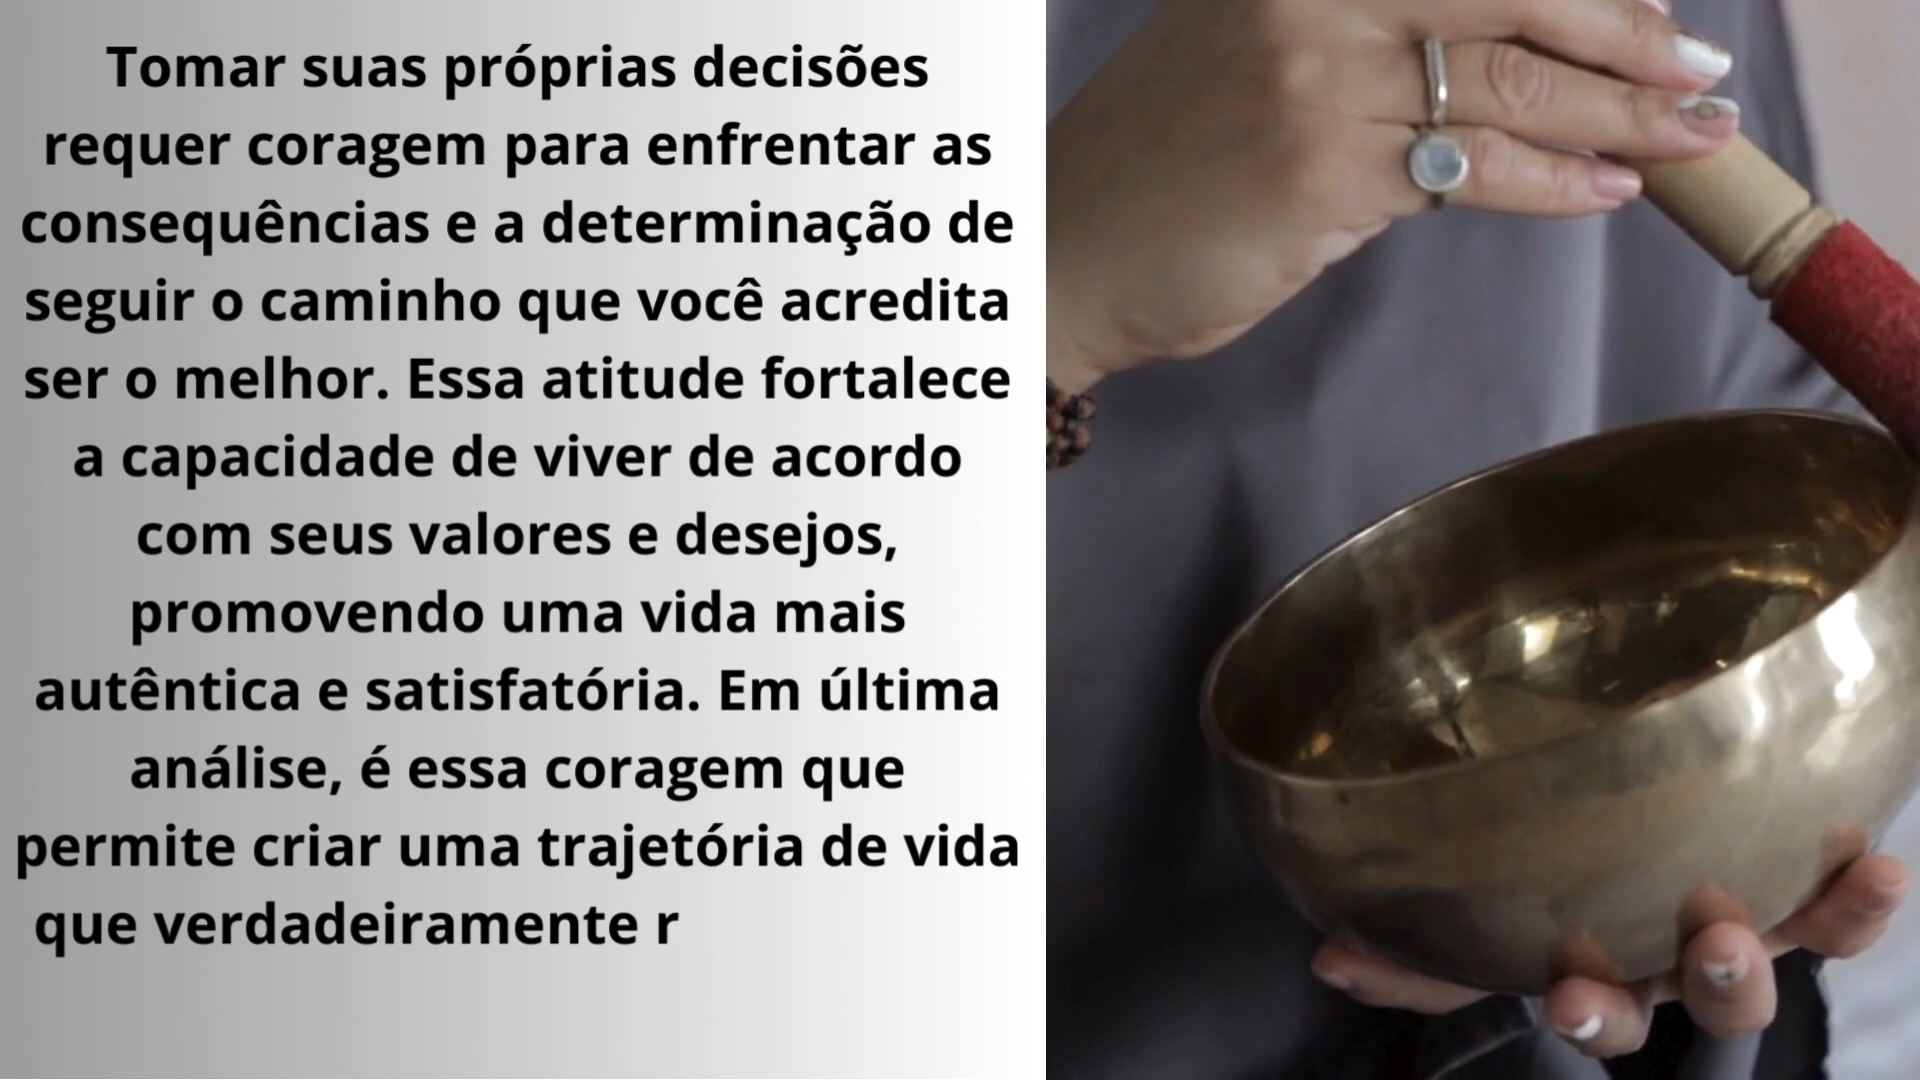 Tomar suas próprias decisões
requer coragem para enfrentar as
consequências e a determinação de
seguir o caminho que você acredita
ser o melhor. Essa atitude fortalece
a capacidade de viver de acordo
com seus valores e desejos,
promovendo uma vida mais
autêntica e satisfatória. Em última
análise, é essa coragem que
permite criar uma trajetória de vida
que verdadeiramente r